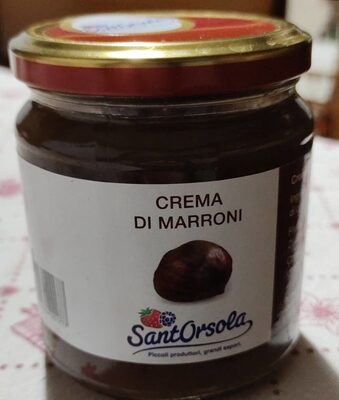 CREMA
DI MARRONI
SantOrsola
Piccoli produttori, grandi sapori.